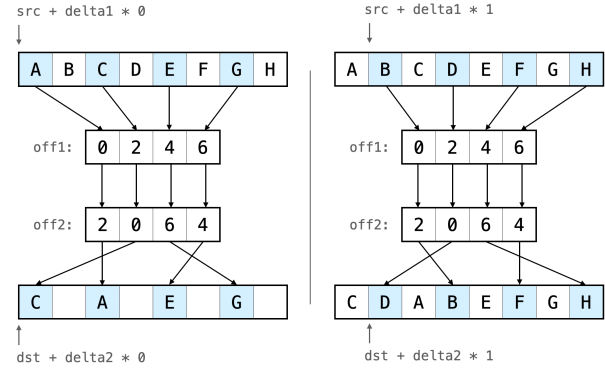 src + delta1 * 0
A B C D E F G H
off1: 0 2 4 6
off2: 2 0 6 4
C A E G
dst + delta2 * 0
src + delta1 * 1
A B C D E F G H
off1: 0 2 4 6
off2: 2 0 6 4
C D A B E F G H
dst + delta2 * 1